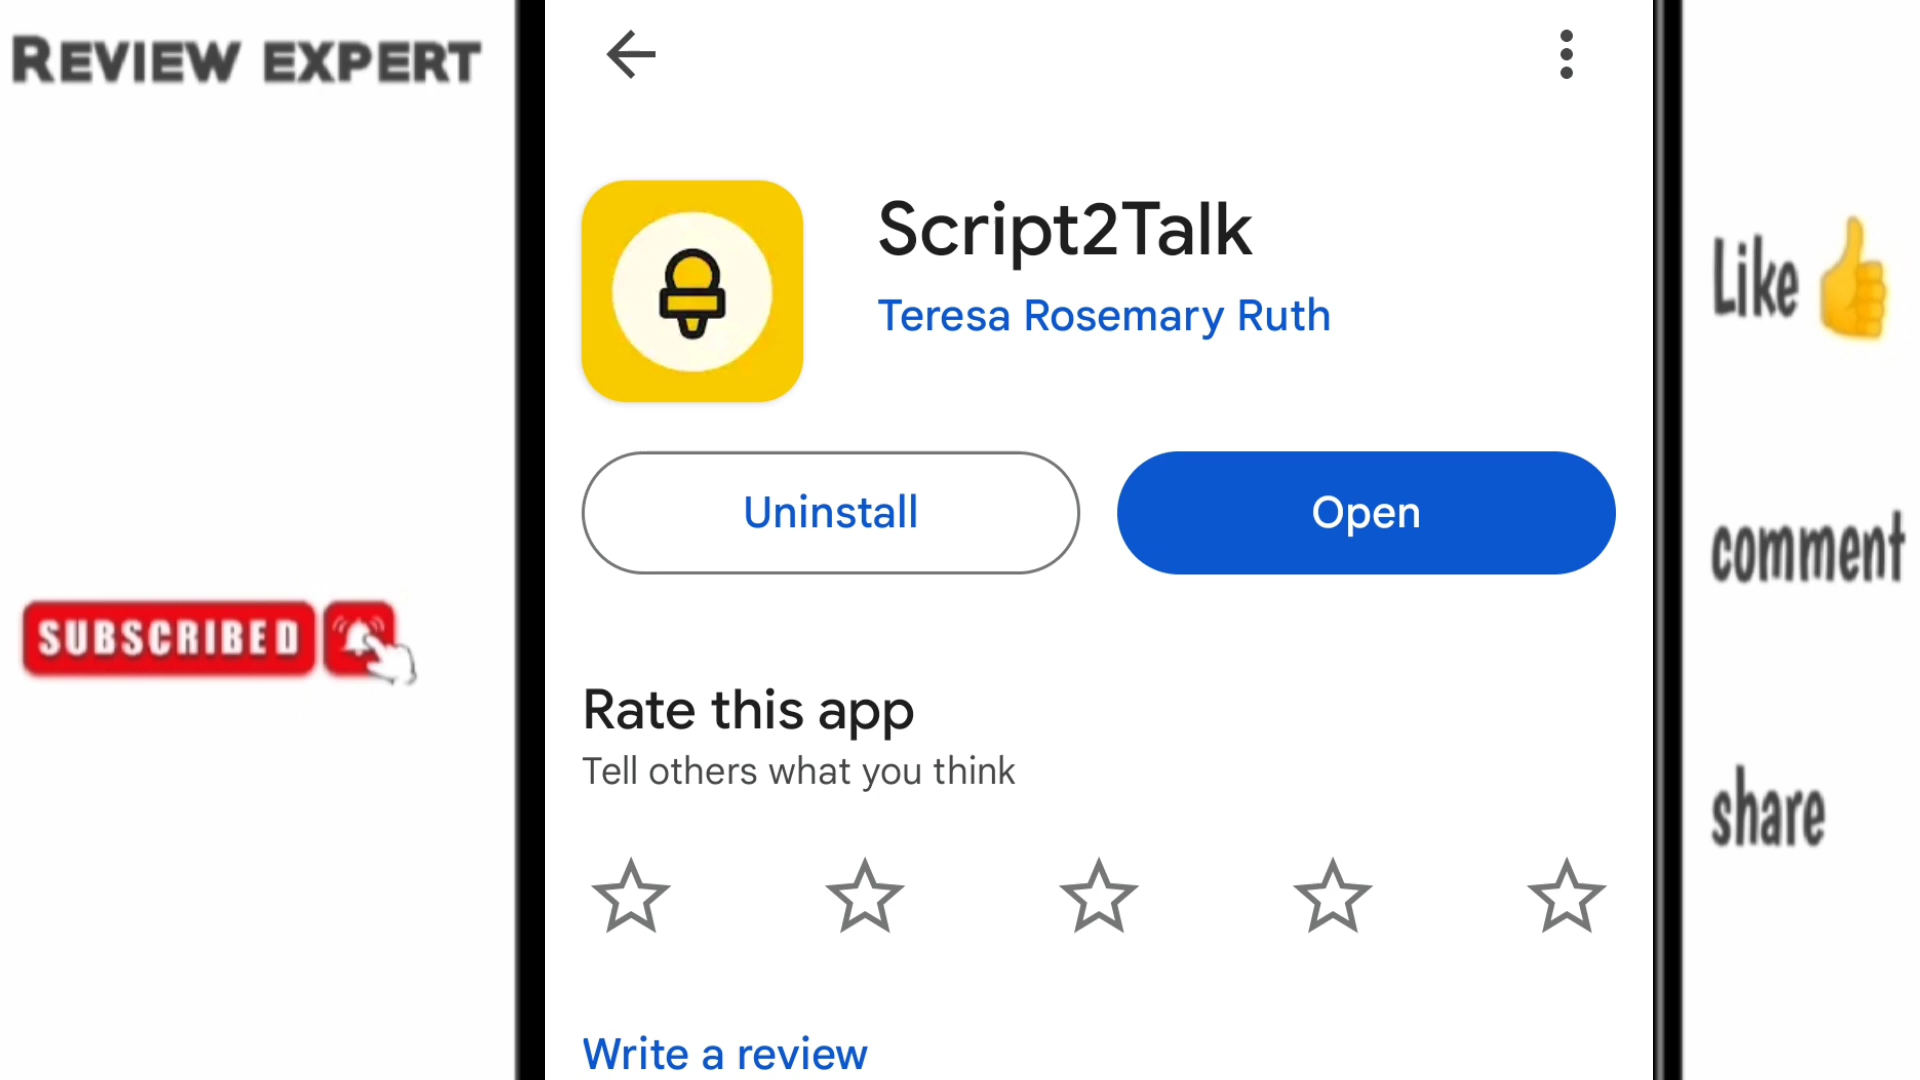 REVIEW EXPERT
Script2Talk
Teresa Rosemary Ruth
Like
Uninstall
Open
comment
SUBSCRIBED
Rate this app
Tell others what you think
share
Write a review